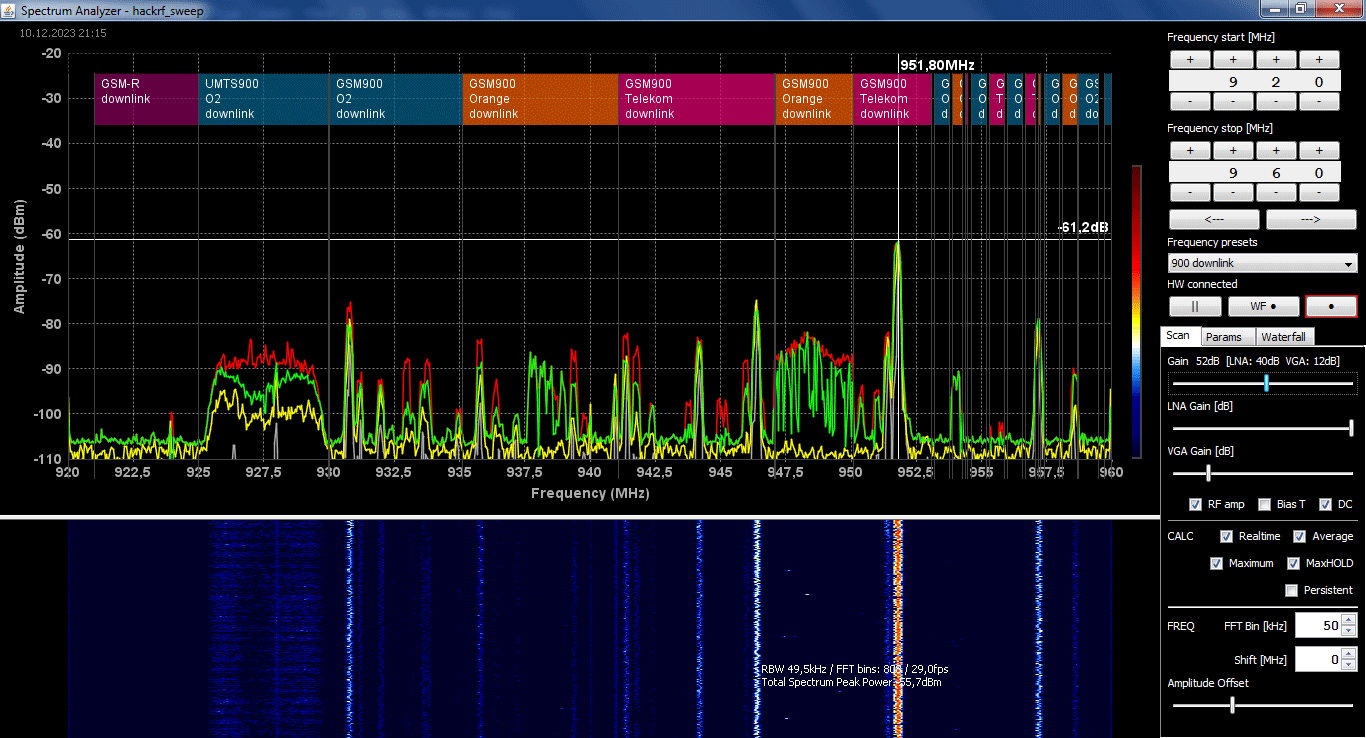 Spectrum Analyzer - hackrf_sweep
10.12.2023 21:15
-20
-30
-40
-50
-60
-70
-80
-90
-100
-110
Amplitude (dBm)
GSM-R
downlink
UMTS900
O2
downlink
GSM900
O2
downlink
GSM900
Orange
downlink
GSM900
Telekom
downlink
GSM900
Orange
downlink
GSM900
Telekom
downlink
951,80MHz
-61,2dB
920 922,5 925 927,5 930 932,5 935 937,5 940 942,5 945 947,5 950 952,5 955 957,5 960
Frequency (MHz)
RBW 49,5kHz / FFT bins: 808 / 29,0fps
Total Spectrum Peak Power: -55,7dBm
Frequency start [MHz]
+ + + +
9 2 0
- - - -
Frequency stop [MHz]
+ + + +
9 6 0
- - - -
<--- --->
Frequency presets
900 downlink
HW connected
WF
Scan Params Waterfall
Gain 52dB [LNA: 40dB VGA: 12dB]
LNA Gain [dB]
VGA Gain [dB]
RF amp Bias T DC
CALC Realtime Average
Maximum MaxHOLD
Persistent
FREQ FFT Bin [kHz] 50
Shift [MHz] 0
Amplitude Offset